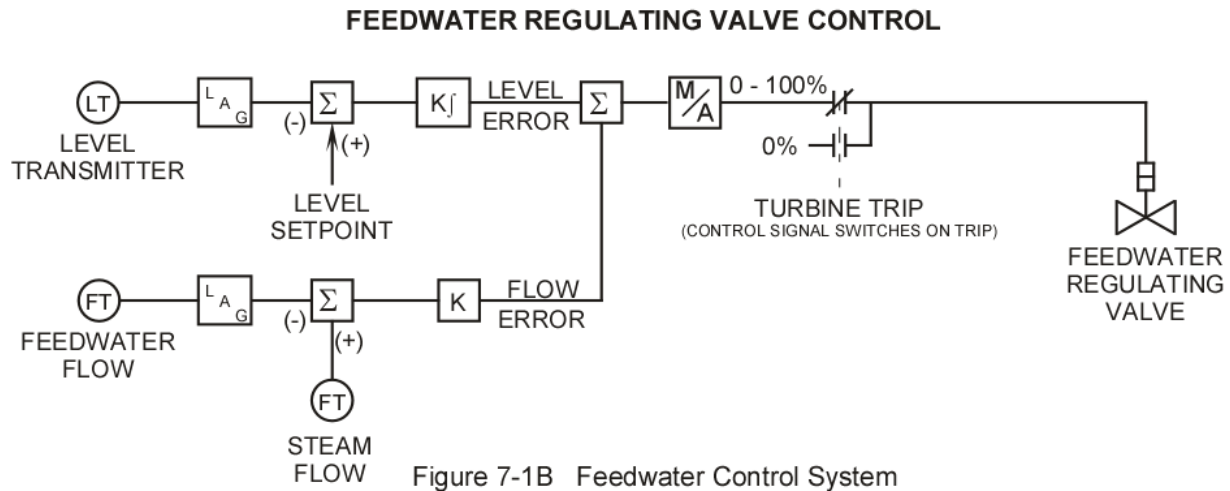 FEEDWATER REGULATING VALVE CONTROL
LT
LEVEL
TRANSMITTER
L
A
G
Σ
(-)
(+)
LEVEL
SETPOINT
K∫
LEVEL
ERROR
Σ
M/A
0 - 100%
0%
TURBINE TRIP
(CONTROL SIGNAL SWITCHES ON TRIP)
FEEDWATER
REGULATING
VALVE
FT
FEEDWATER
FLOW
L
A
G
Σ
(-)
(+)
K
FLOW
ERROR
FT
STEAM
FLOW
Figure 7-1B Feedwater Control System